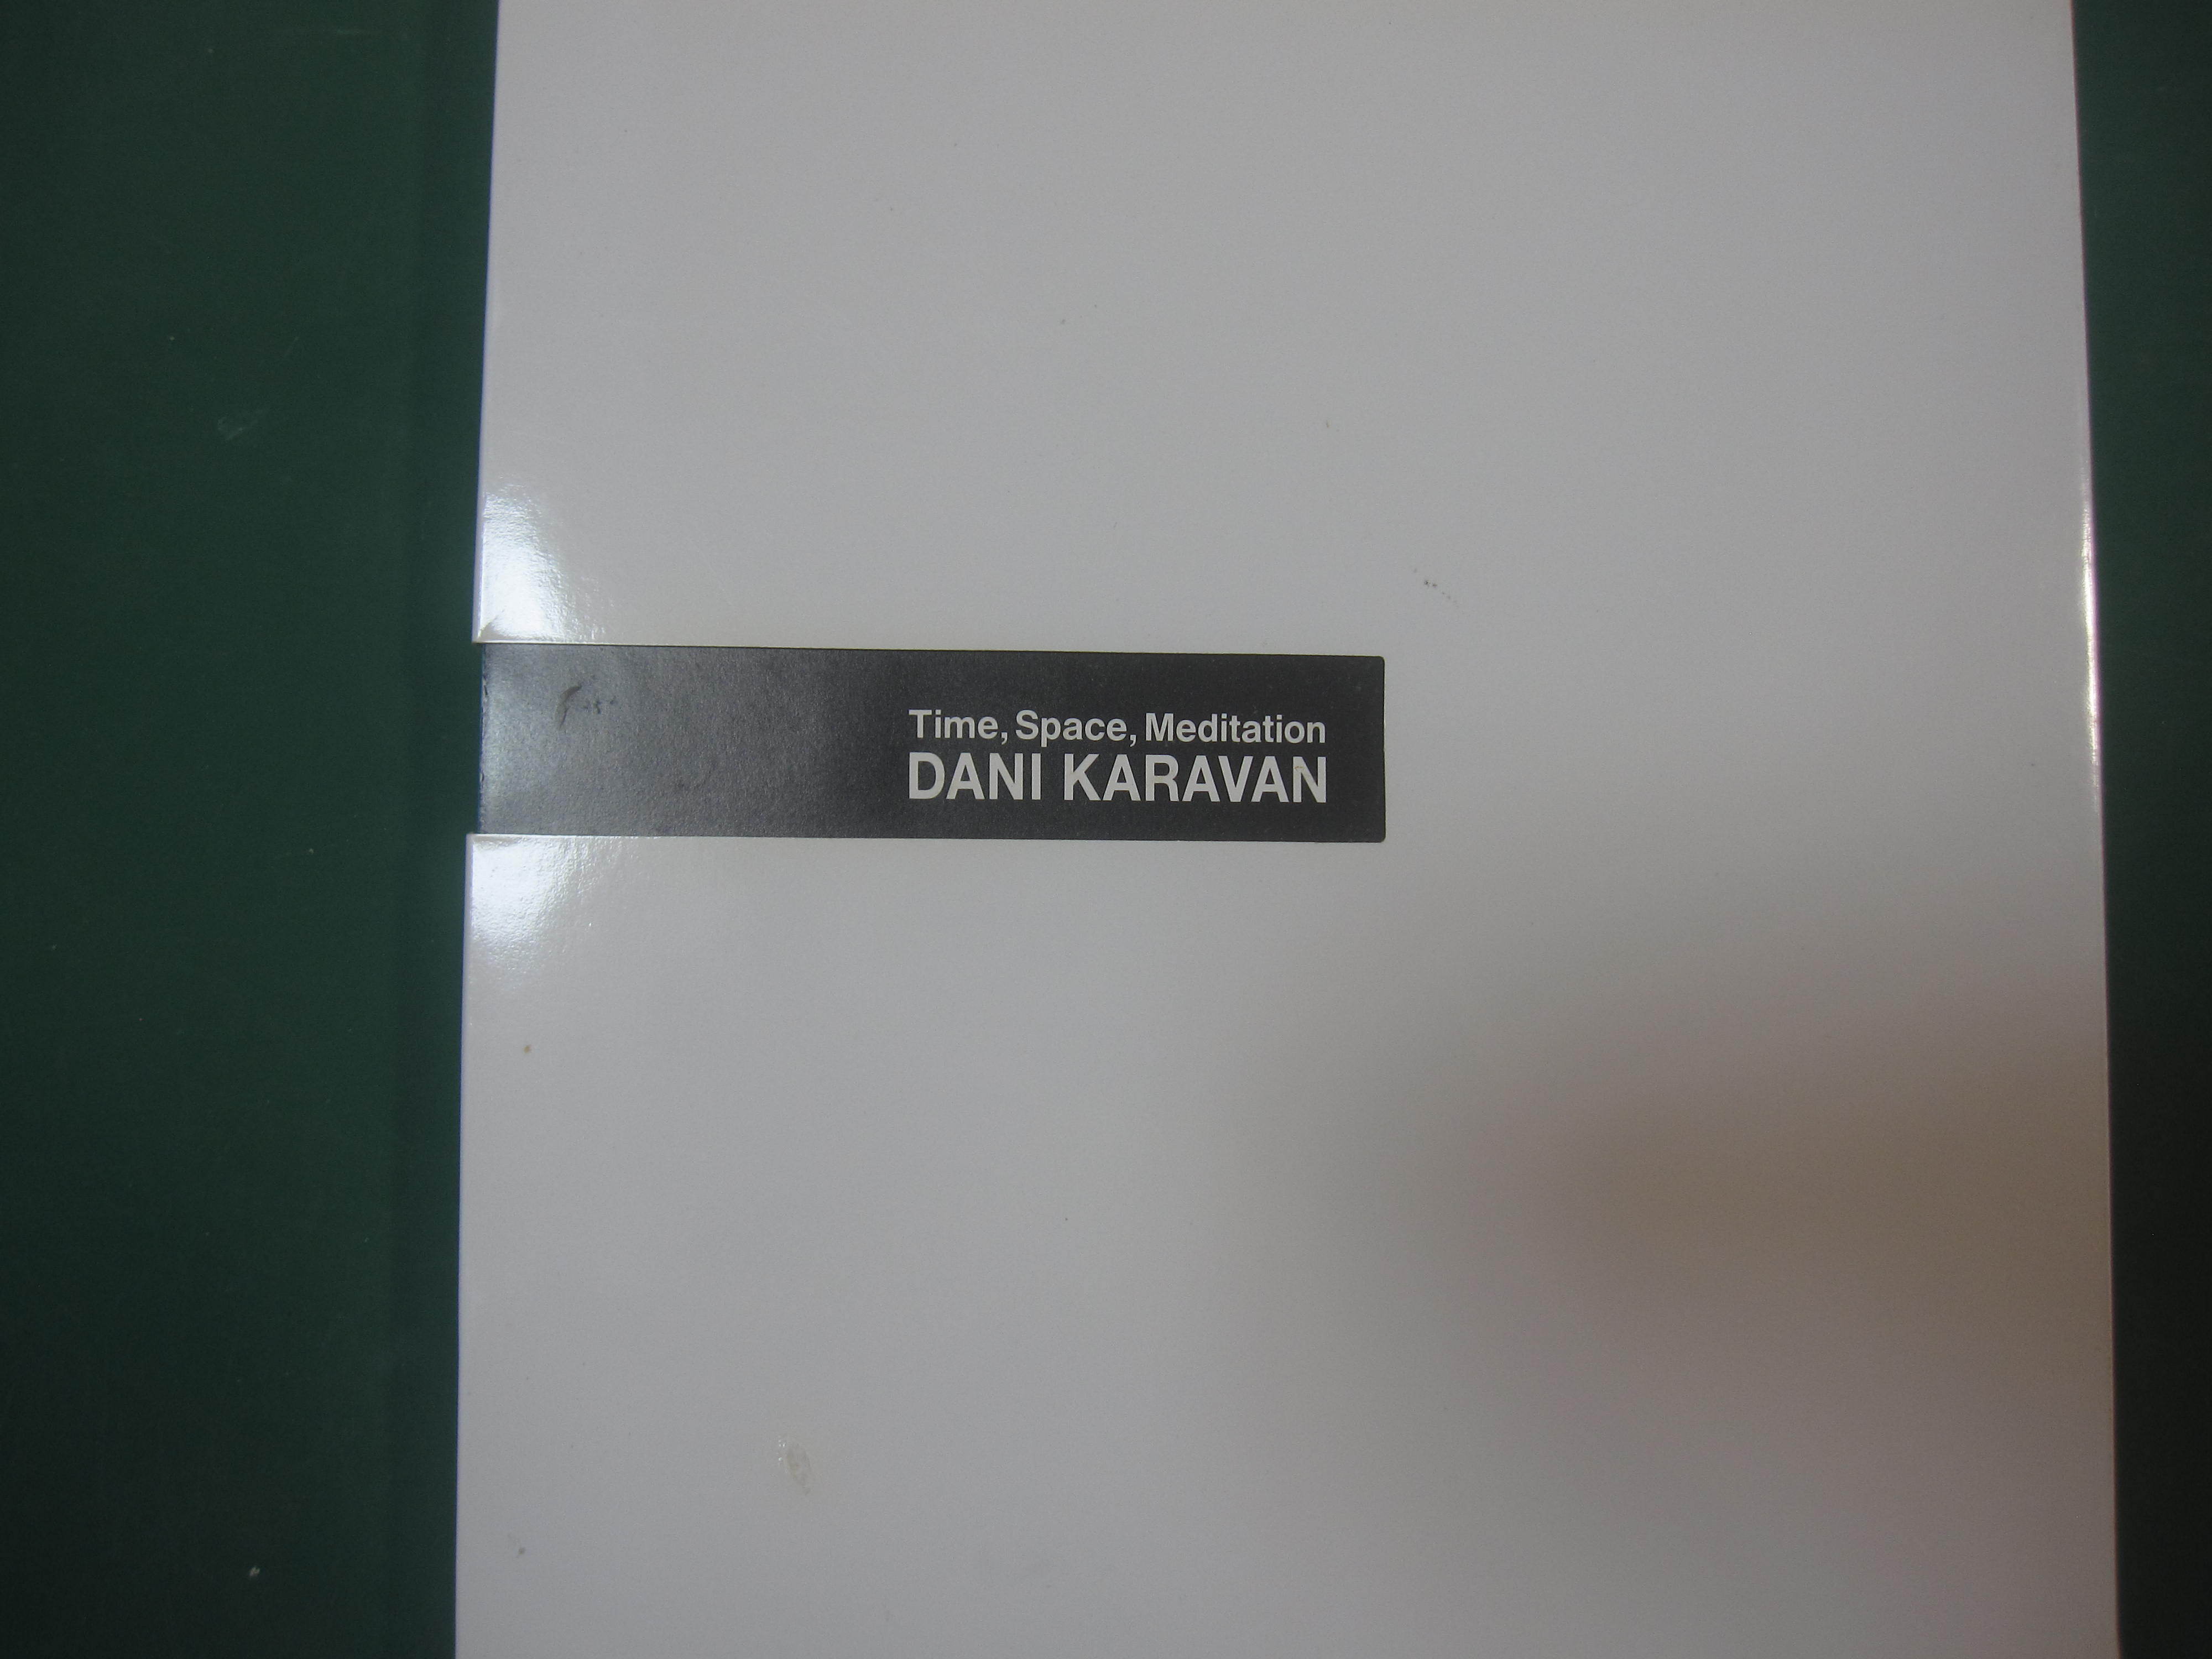 Time, Space, Meditation
DANI KARAVAN